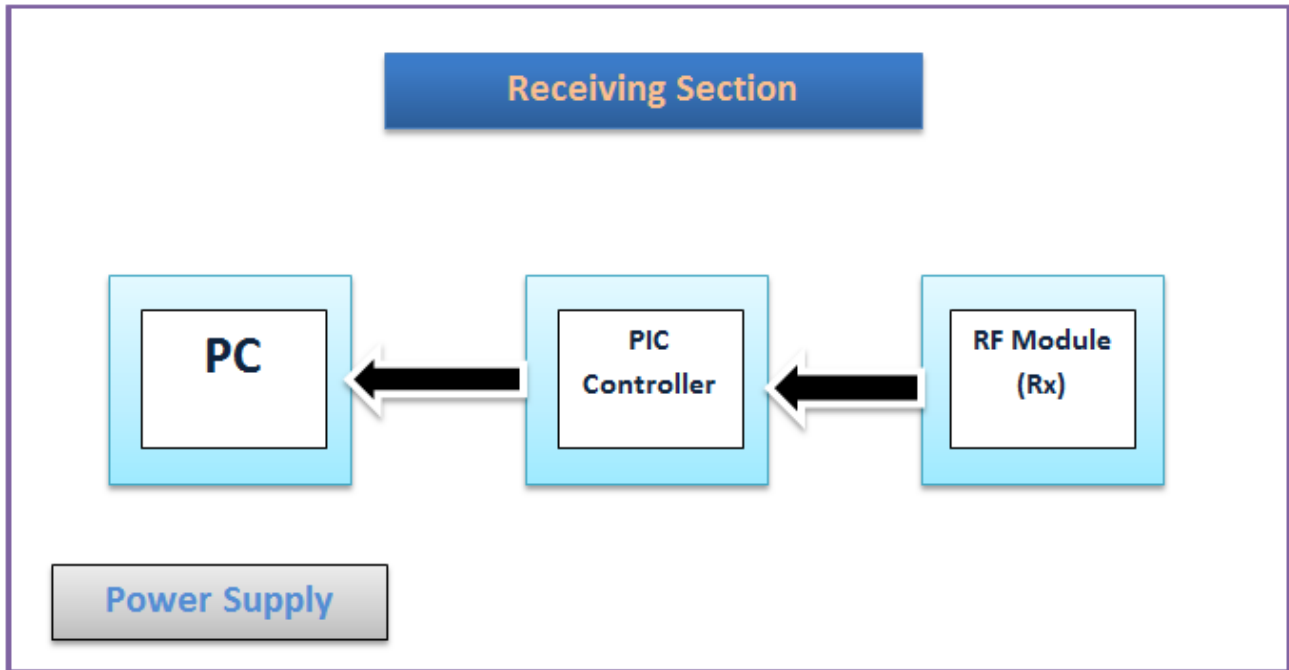 Receiving Section
PC
PIC
Controller
RF Module
(Rx)
Power Supply